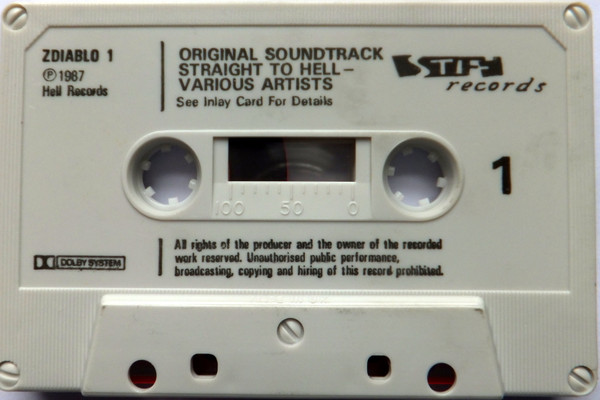 ZDIABLO 1
Ⓟ1987
Hell Records
ORIGINAL SOUNDTRACK
STRAIGHT TO HELL –
VARIOUS ARTISTS
See Inlay Card For Details
STIFF
records
1
100 50 0
DOLBY SYSTEM
All rights of the producer and the owner of the recorded
work reserved. Unauthorised public performance,
broadcasting, copying and hiring of this record prohibited.